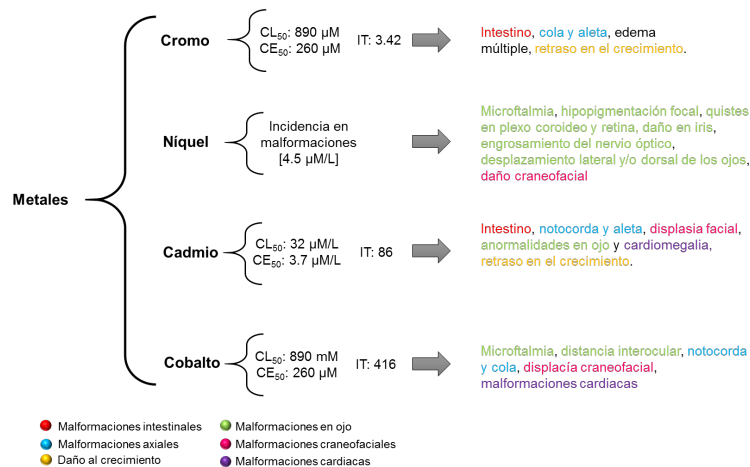 Metales
Cromo
CL50: 890 µM
CE50: 260 µM
IT: 3.42
Intestino, cola y aleta, edema
múltiple, retraso en el crecimiento.
Níquel
Incidencia en
malformaciones
[4.5 µM/L]
Microftalmia, hipopigmentación focal, quistes
en plexo coroideo y retina, daño en iris,
engrosamiento del nervio óptico,
desplazamiento lateral y/o dorsal de los ojos,
daño craneofacial
Cadmio
CL50: 32 µM/L
CE50: 3.7 µM/L
IT: 86
Intestino, notocorda y aleta, displasia facial,
anormalidades en ojo y cardiomegalia,
retraso en el crecimiento.
Cobalto
CL50: 890 mM
CE50: 260 µM
IT: 416
Microftalmia, distancia interocular, notocorda
y cola, displacía craneofacial,
malformaciones cardiacas
Malformaciones intestinales
Malformaciones axiales
Daño al crecimiento
Malformaciones en ojo
Malformaciones craneofaciales
Malformaciones cardiacas